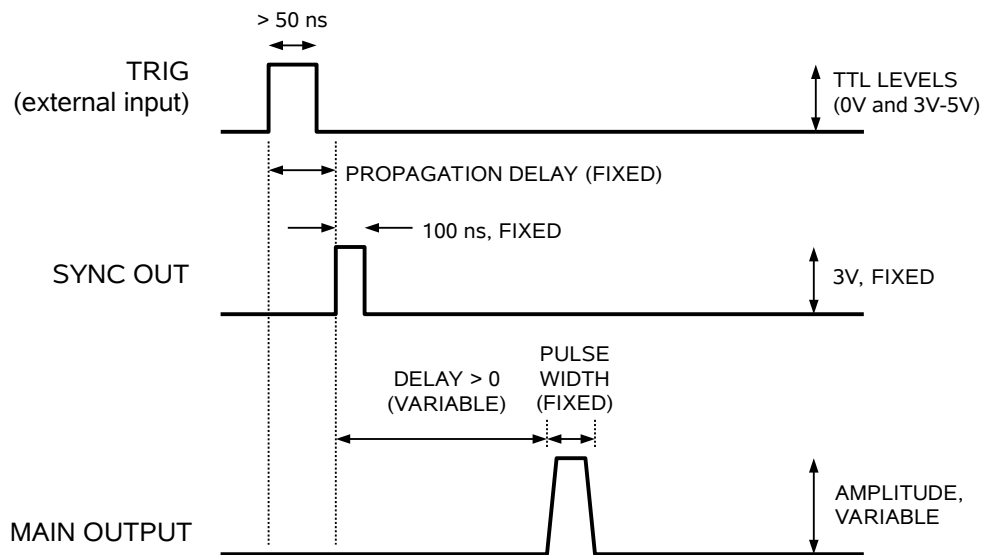 > 50 ns
TRIG
(external input)
TTL LEVELS
(0V and 3V-5V)
PROPAGATION DELAY (FIXED)
100 ns, FIXED
SYNC OUT
3V, FIXED
DELAY > 0
(VARIABLE)
PULSE
WIDTH
(FIXED)
MAIN OUTPUT
AMPLITUDE,
VARIABLE